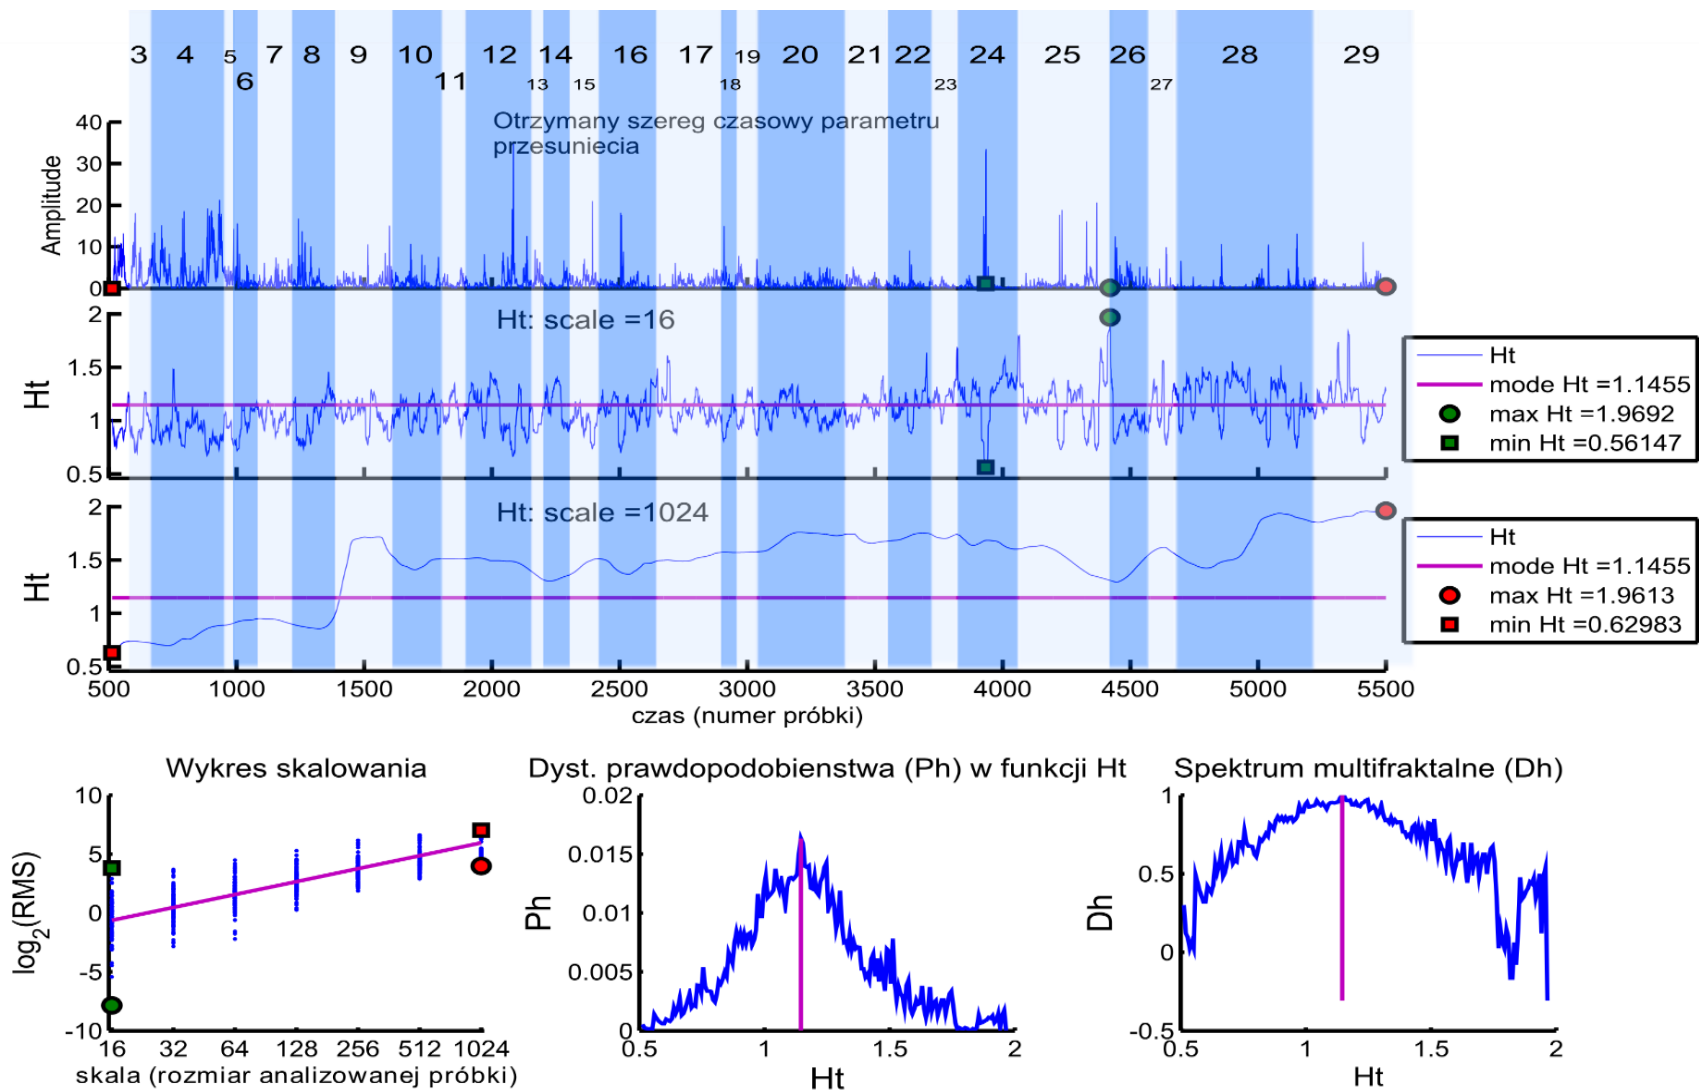 3 4 5 7 8 9 10 12 14 16 17 19 20 21 22 24 25 26 28 29
6 11 13 15 18 23 27
Otrzymany szereg czasowy parametru
przesuniecia
Amplitude
40
30
20
10
0
Ht: scale =16
Ht
2
1.5
1
0.5
Ht
mode Ht =1.1455
max Ht =1.9692
min Ht =0.56147
Ht: scale =1024
Ht
2
1.5
1
0.5
Ht
mode Ht =1.1455
max Ht =1.9613
min Ht =0.62983
500 1000 1500 2000 2500 3000 3500 4000 4500 5000 5500
czas (numer próbki)
Wykres skalowania
log2(RMS)
10
5
0
-5
-10
16 32 64 128 256 512 1024
skala (rozmiar analizowanej próbki)
Dyst. prawdopodobienstwa (Ph) w funkcji Ht
Ph
0.02
0.015
0.01
0.005
0
0.5 1 1.5 2
Ht
Spektrum multifraktalne (Dh)
Dh
1
0.5
0
-0.5
0.5 1 1.5 2
Ht